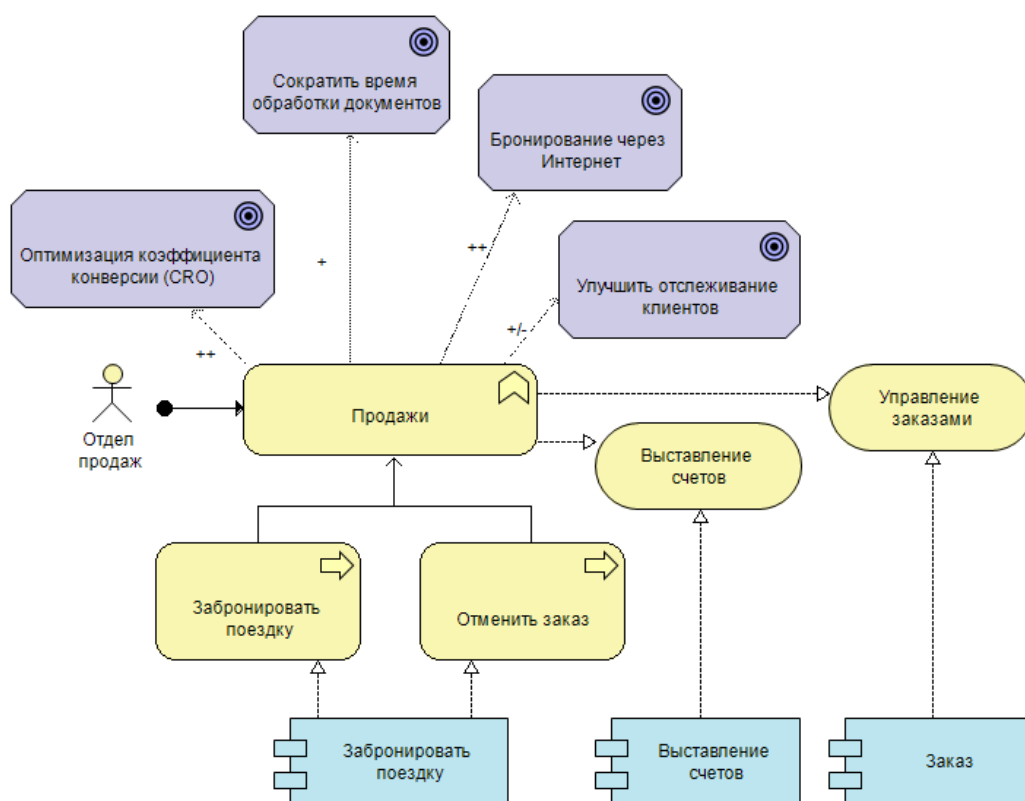 Сократить время
обработки документов
Бронирование через
Интернет
Оптимизация коэффициента
конверсии (CRO)
Улучшить отслеживание
клиентов
++
+
++
+/-
Отдел
продаж
Продажи
Управление
заказами
Выставление
счетов
Забронировать
поездку
Отменить заказ
Забронировать
поездку
Выставление
счетов
Заказ